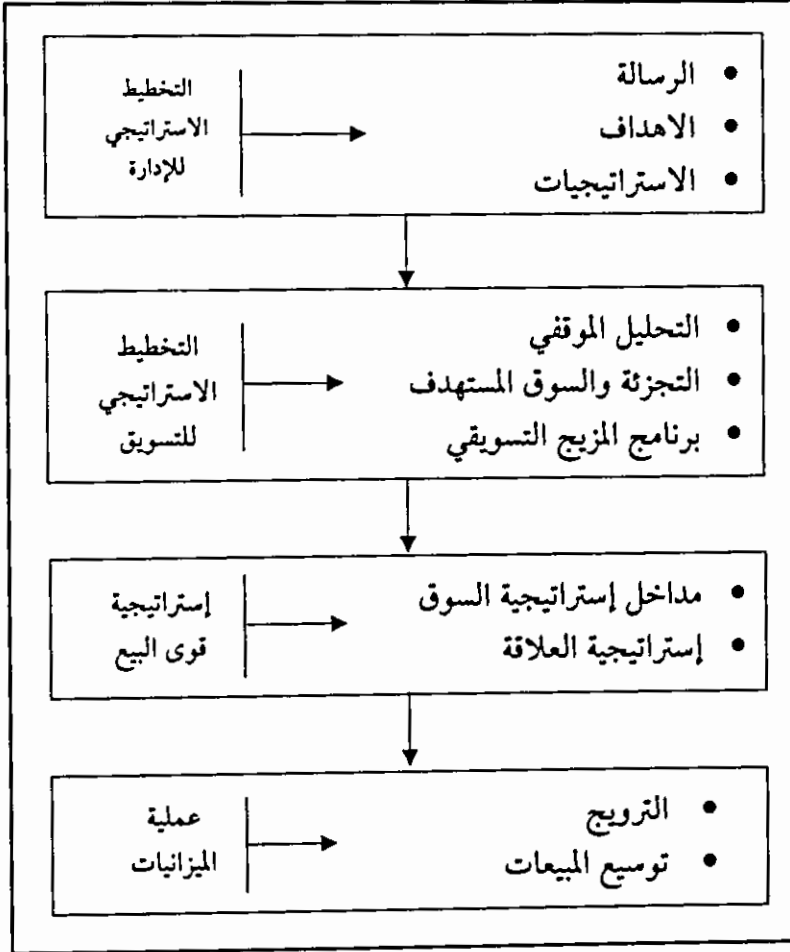 • الرسالة
• الاهداف
• الاستراتيجيات
التخطيط
الاستراتيجي
للإدارة
• التحليل الموقفي
• التجزئة والسوق المستهدف
• برنامج المزيج التسويقي
التخطيط
الاستراتيجي
للتسويق
• مداخل إستراتيجية السوق
• إستراتيجية العلاقة
إستراتيجية
قوى البيع
• الترويج
• توسيع المبيعات
عملية
الميزانيات